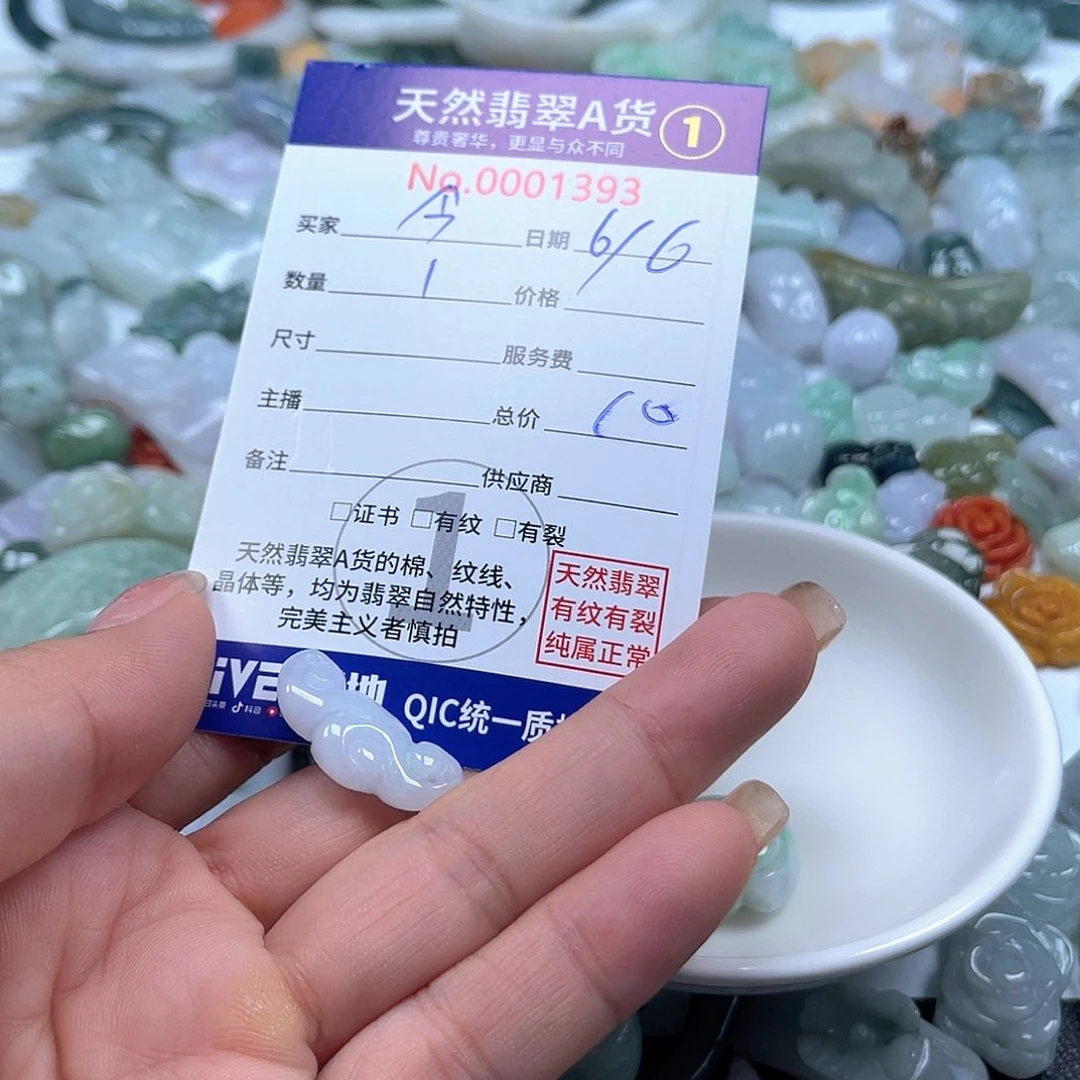 天然翡翠A货 1
尊贵奢华，更显与众不同
No.0001393
买家 日期 6/6
数量 1 价格
尺寸 服务费
主播 总价 10
备注 供应商
1
□证书 □有纹 □有裂
天然翡翠A货的棉、纹线、
晶体等，均为翡翠自然特性，
完美主义者慎拍
天然翡翠
有纹有裂
纯属正常
QIC统一质
抖音